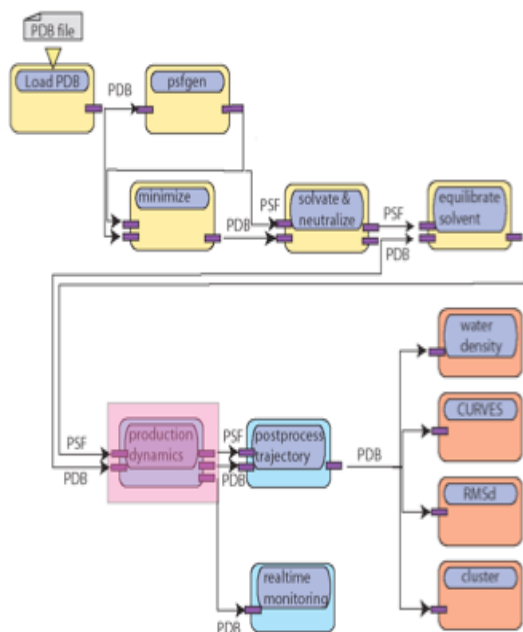 PDB file
Load PDB
PDB
psfgen
minimize
PDB
PSF
solvate &
neutralize
PSF
PDB
equilibrate
solvent
PSF
PDB
production
dynamics
PSF
PDB
postprocess
trajectory
PDB
realtime
monitoring
PDB
water
density
CURVES
RMSd
cluster